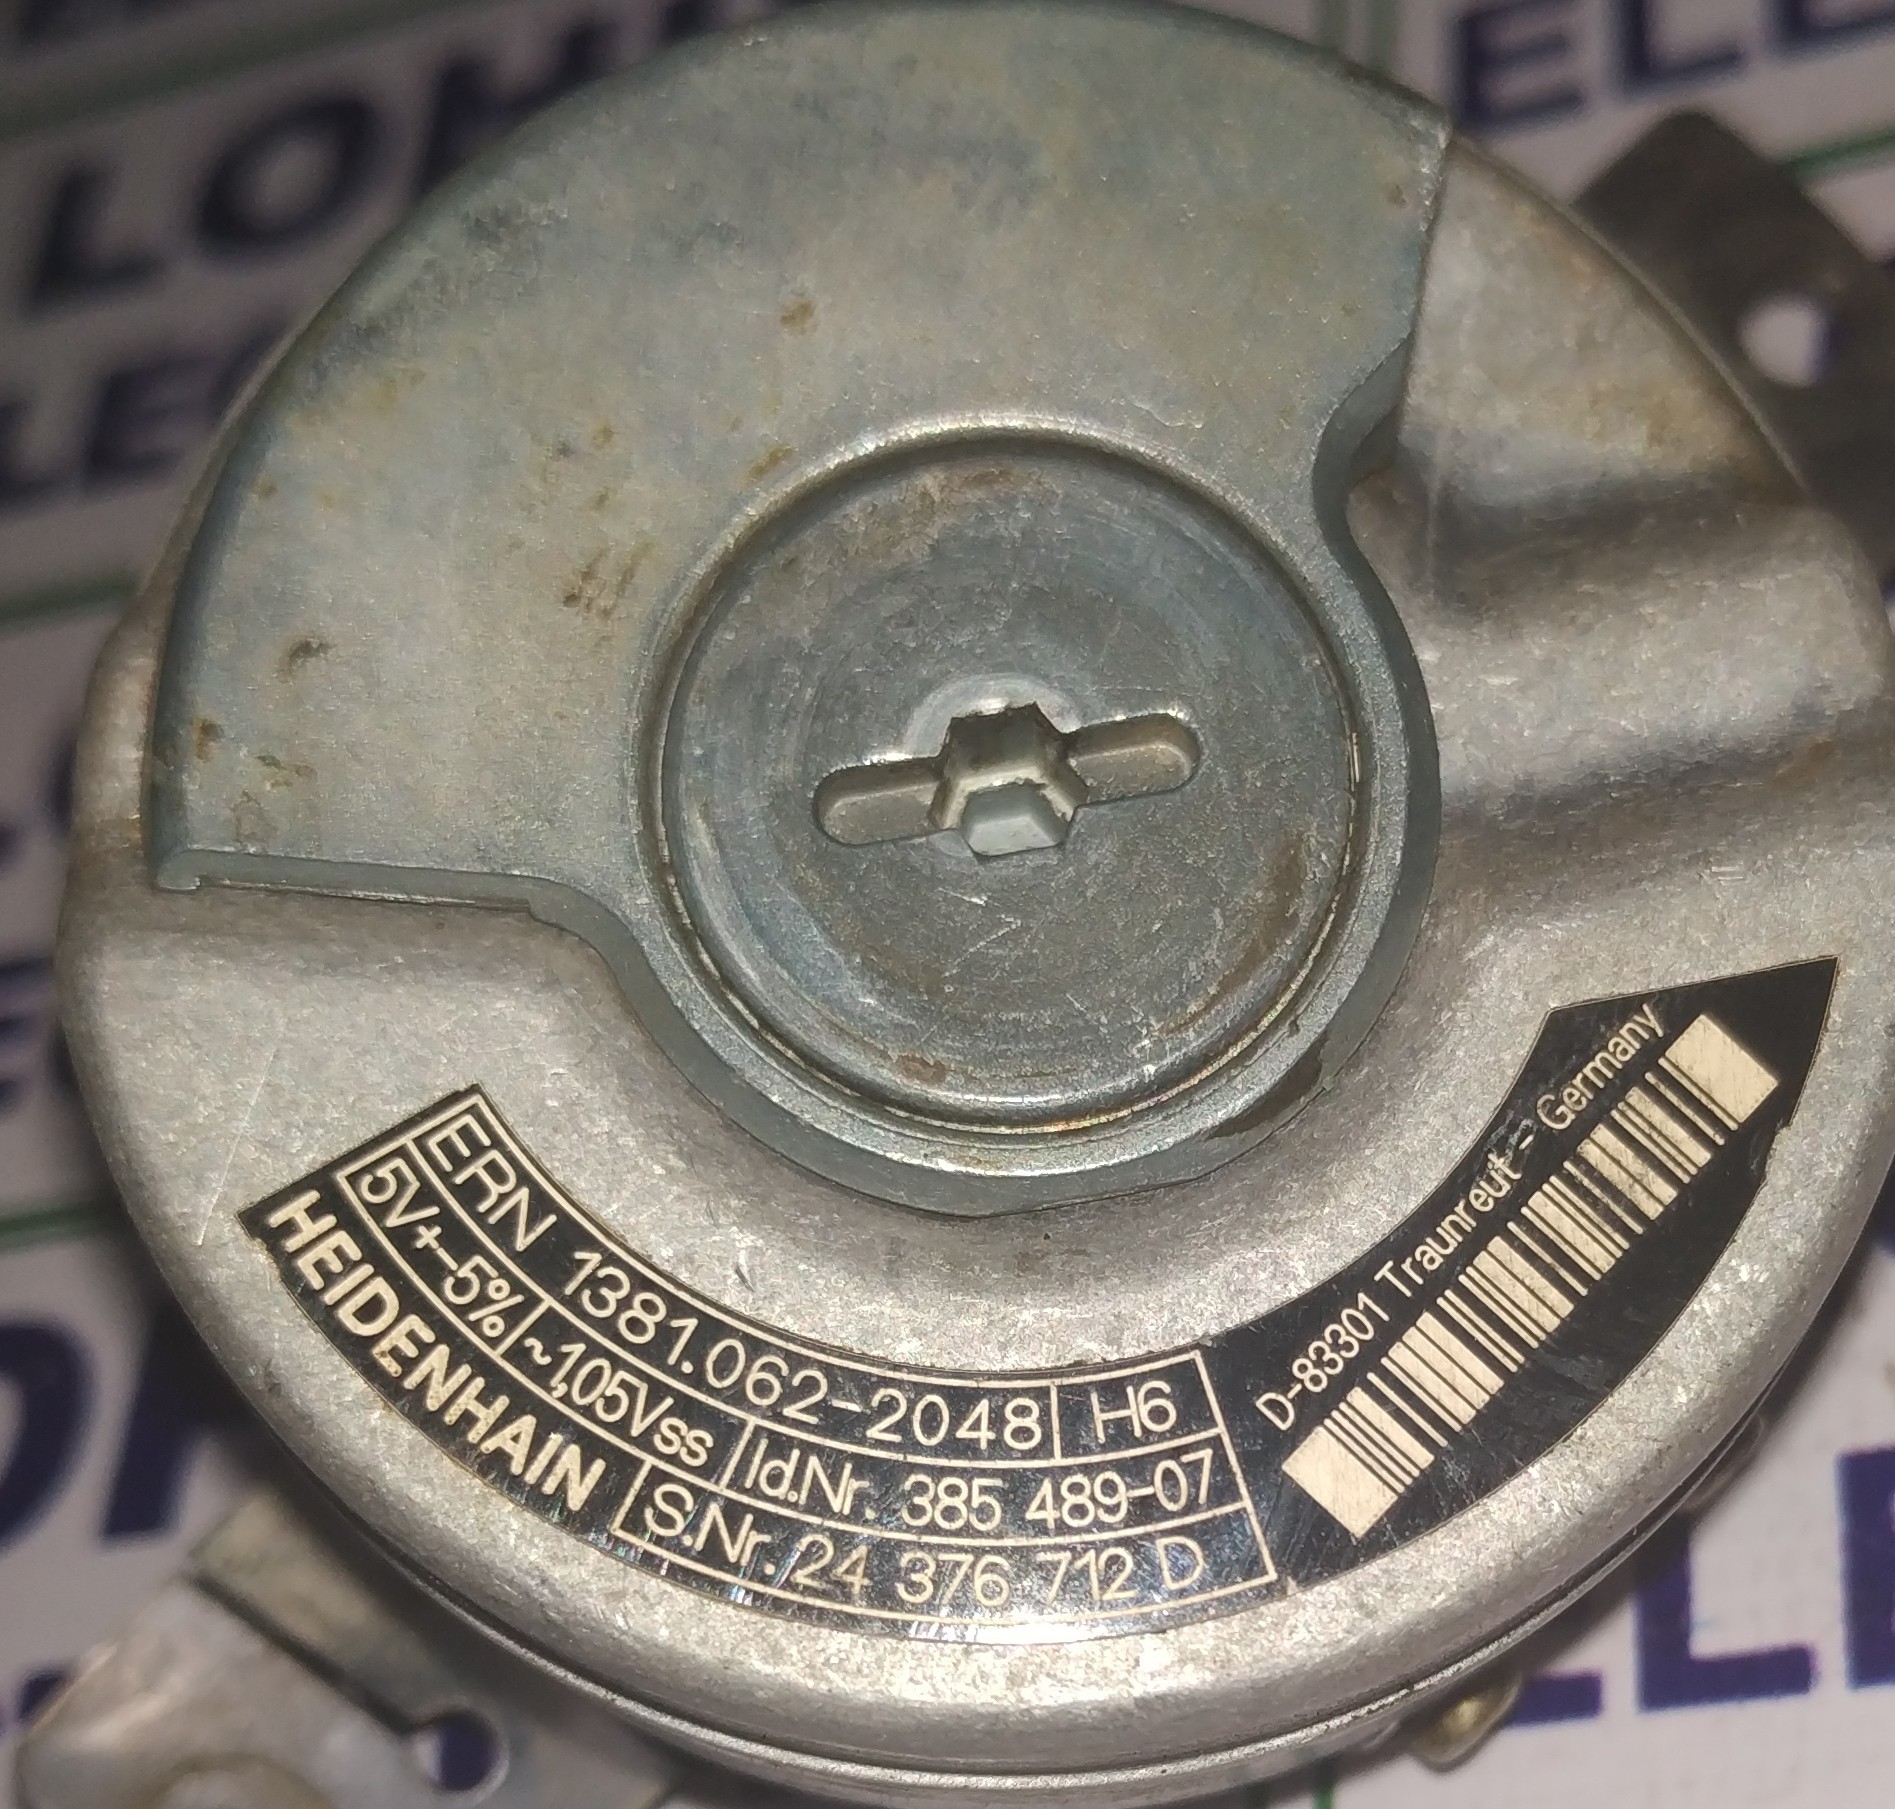 ERN 1381.062-2048 H6
5V+-5% ~1,05Vss Id.Nr. 385 489-07
HEIDENHAIN S.Nr. 24 376 712 D
D-83301 Traunreut - Germany